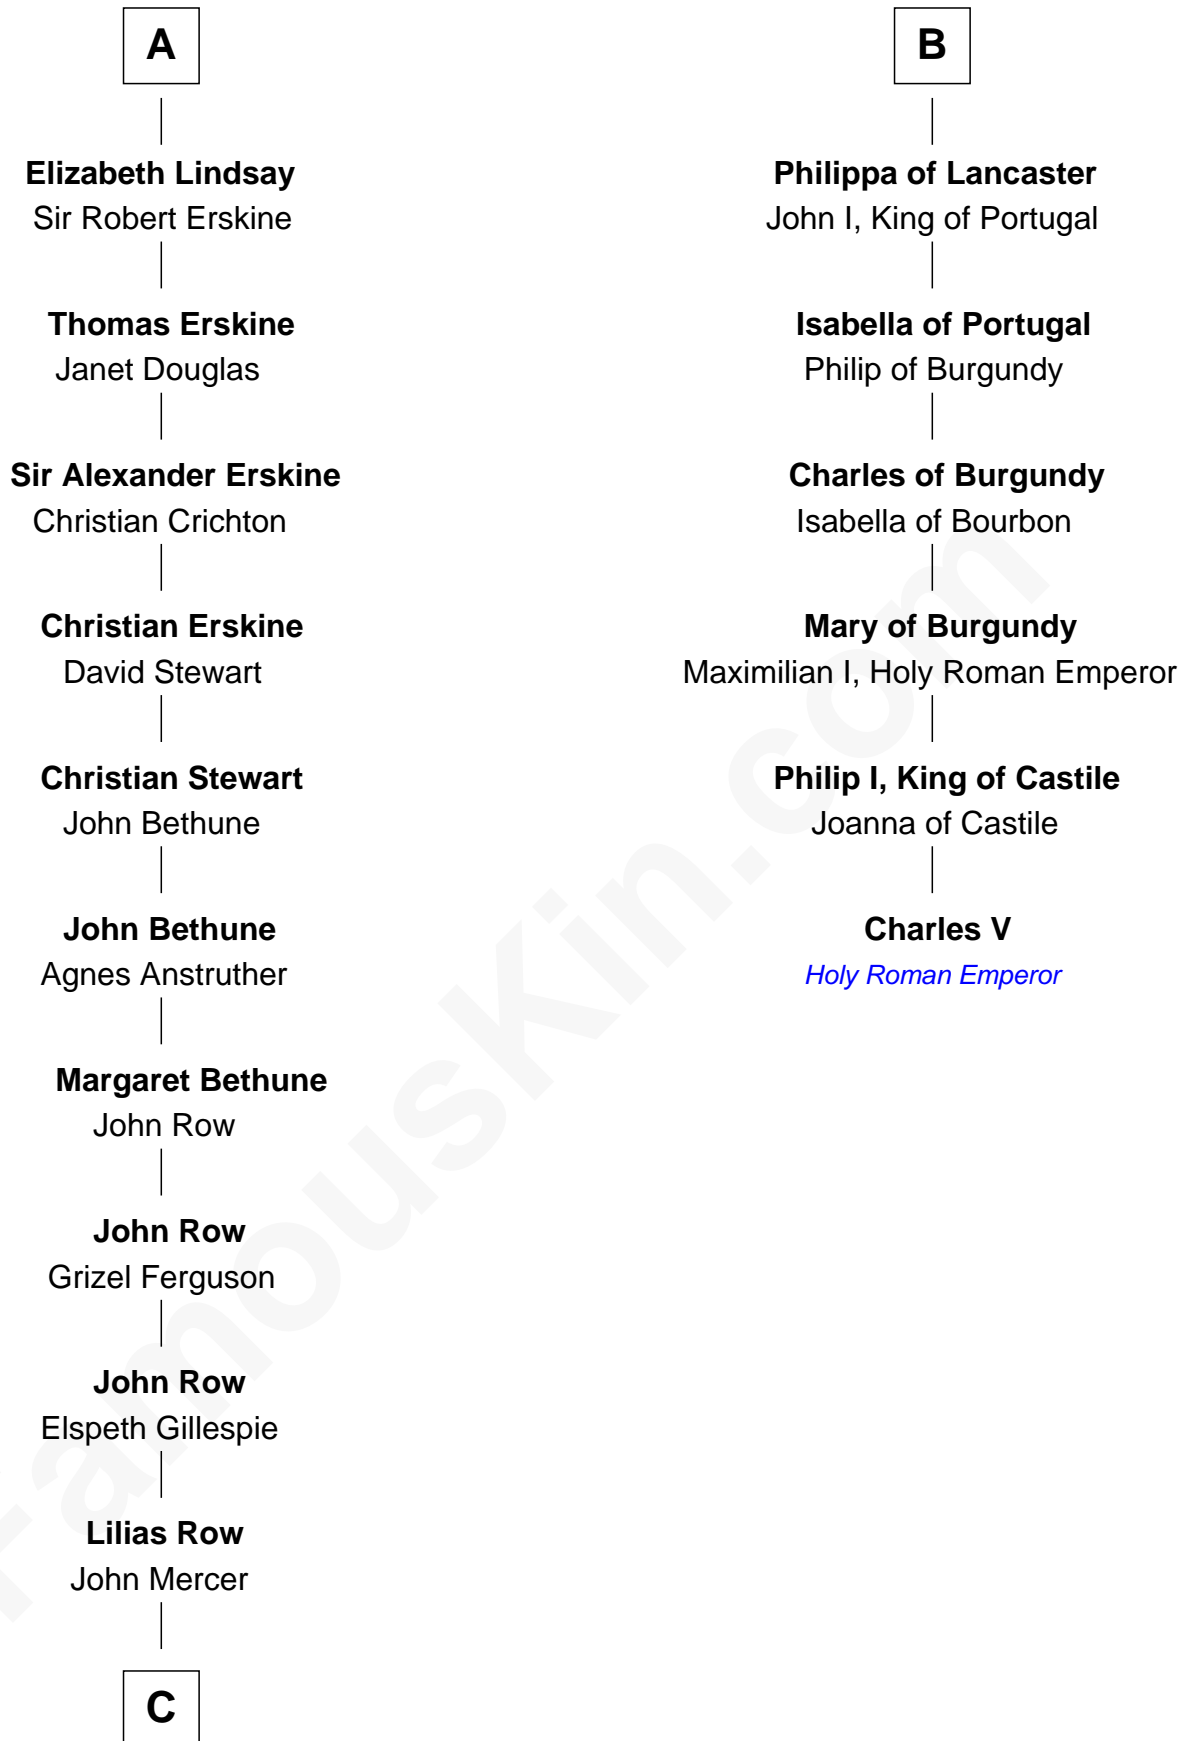 A
Elizabeth Lindsay
Sir Robert Erskine
Thomas Erskine
Janet Douglas
Sir Alexander Erskine
Christian Crichton
Christian Erskine
David Stewart
Christian Stewart
John Bethune
John Bethune
Agnes Anstruther
Margaret Bethune
John Row
John Row
Grizel Ferguson
John Row
Elspeth Gillespie
Lilias Row
John Mercer
C
B
Philippa of Lancaster
John I, King of Portugal
Isabella of Portugal
Philip of Burgundy
Charles of Burgundy
Isabella of Bourbon
Mary of Burgundy
Maximilian I, Holy Roman Emperor
Philip I, King of Castile
Joanna of Castile
Charles V
Holy Roman Emperor
FamousKin.com